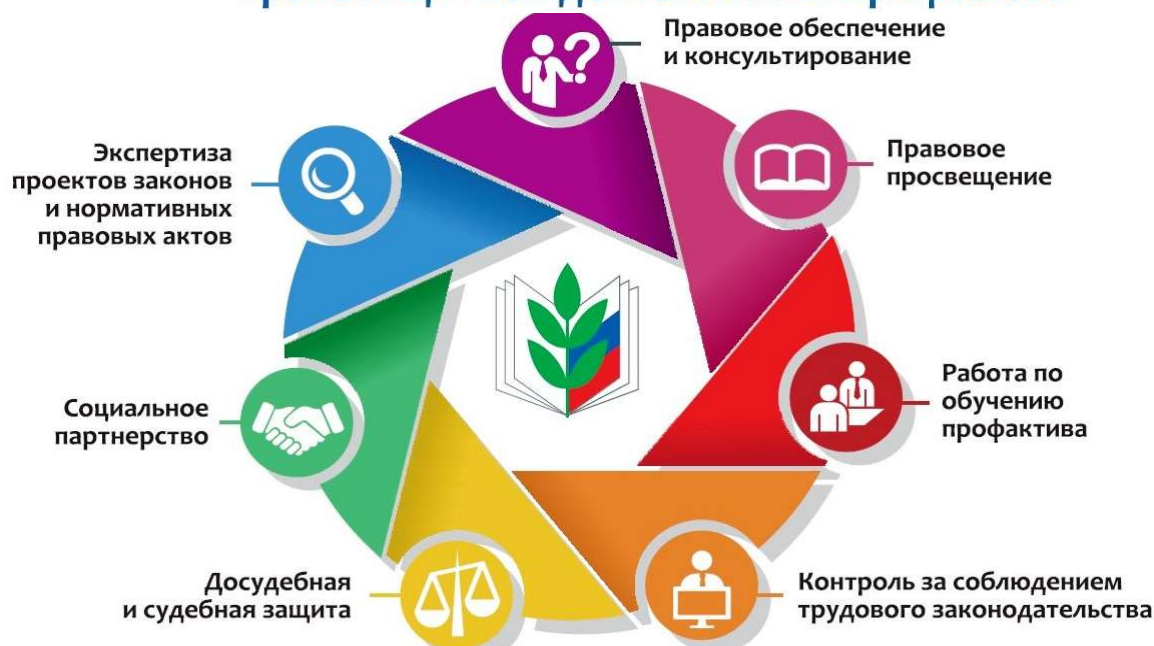 Правовое обеспечение
и консультирование
Правовое
просвещение
Работа по
обучению
профактива
Контроль за соблюдением
трудового законодательства
Досудебная
и судебная защита
Социальное
партнерство
Экспертиза
проектов законов
и нормативных
правовых актов